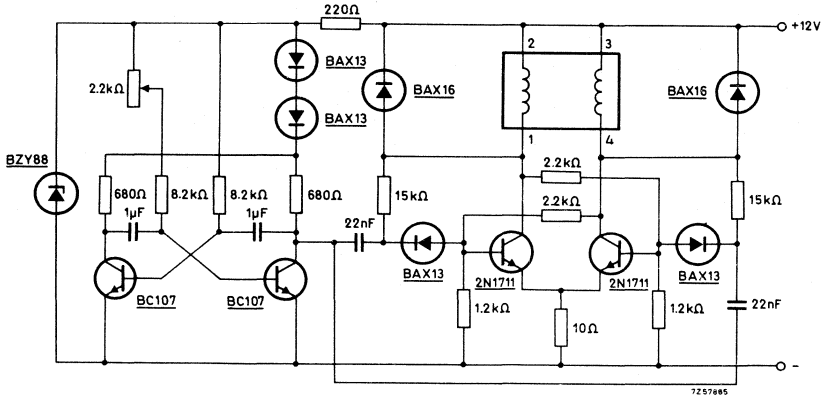 220Ω
+12V
2
3
BAX13
2.2kΩ
BAX16
BAX16
BAX13
1
4
BZY88
2.2kΩ
680Ω
8.2kΩ
8.2kΩ
680Ω
15kΩ
15kΩ
1µF
1µF
2.2kΩ
22nF
BAX13
2N1711
2N1711
BAX13
BC107
BC107
1.2kΩ
10Ω
1.2kΩ
22nF
-
7Z57885